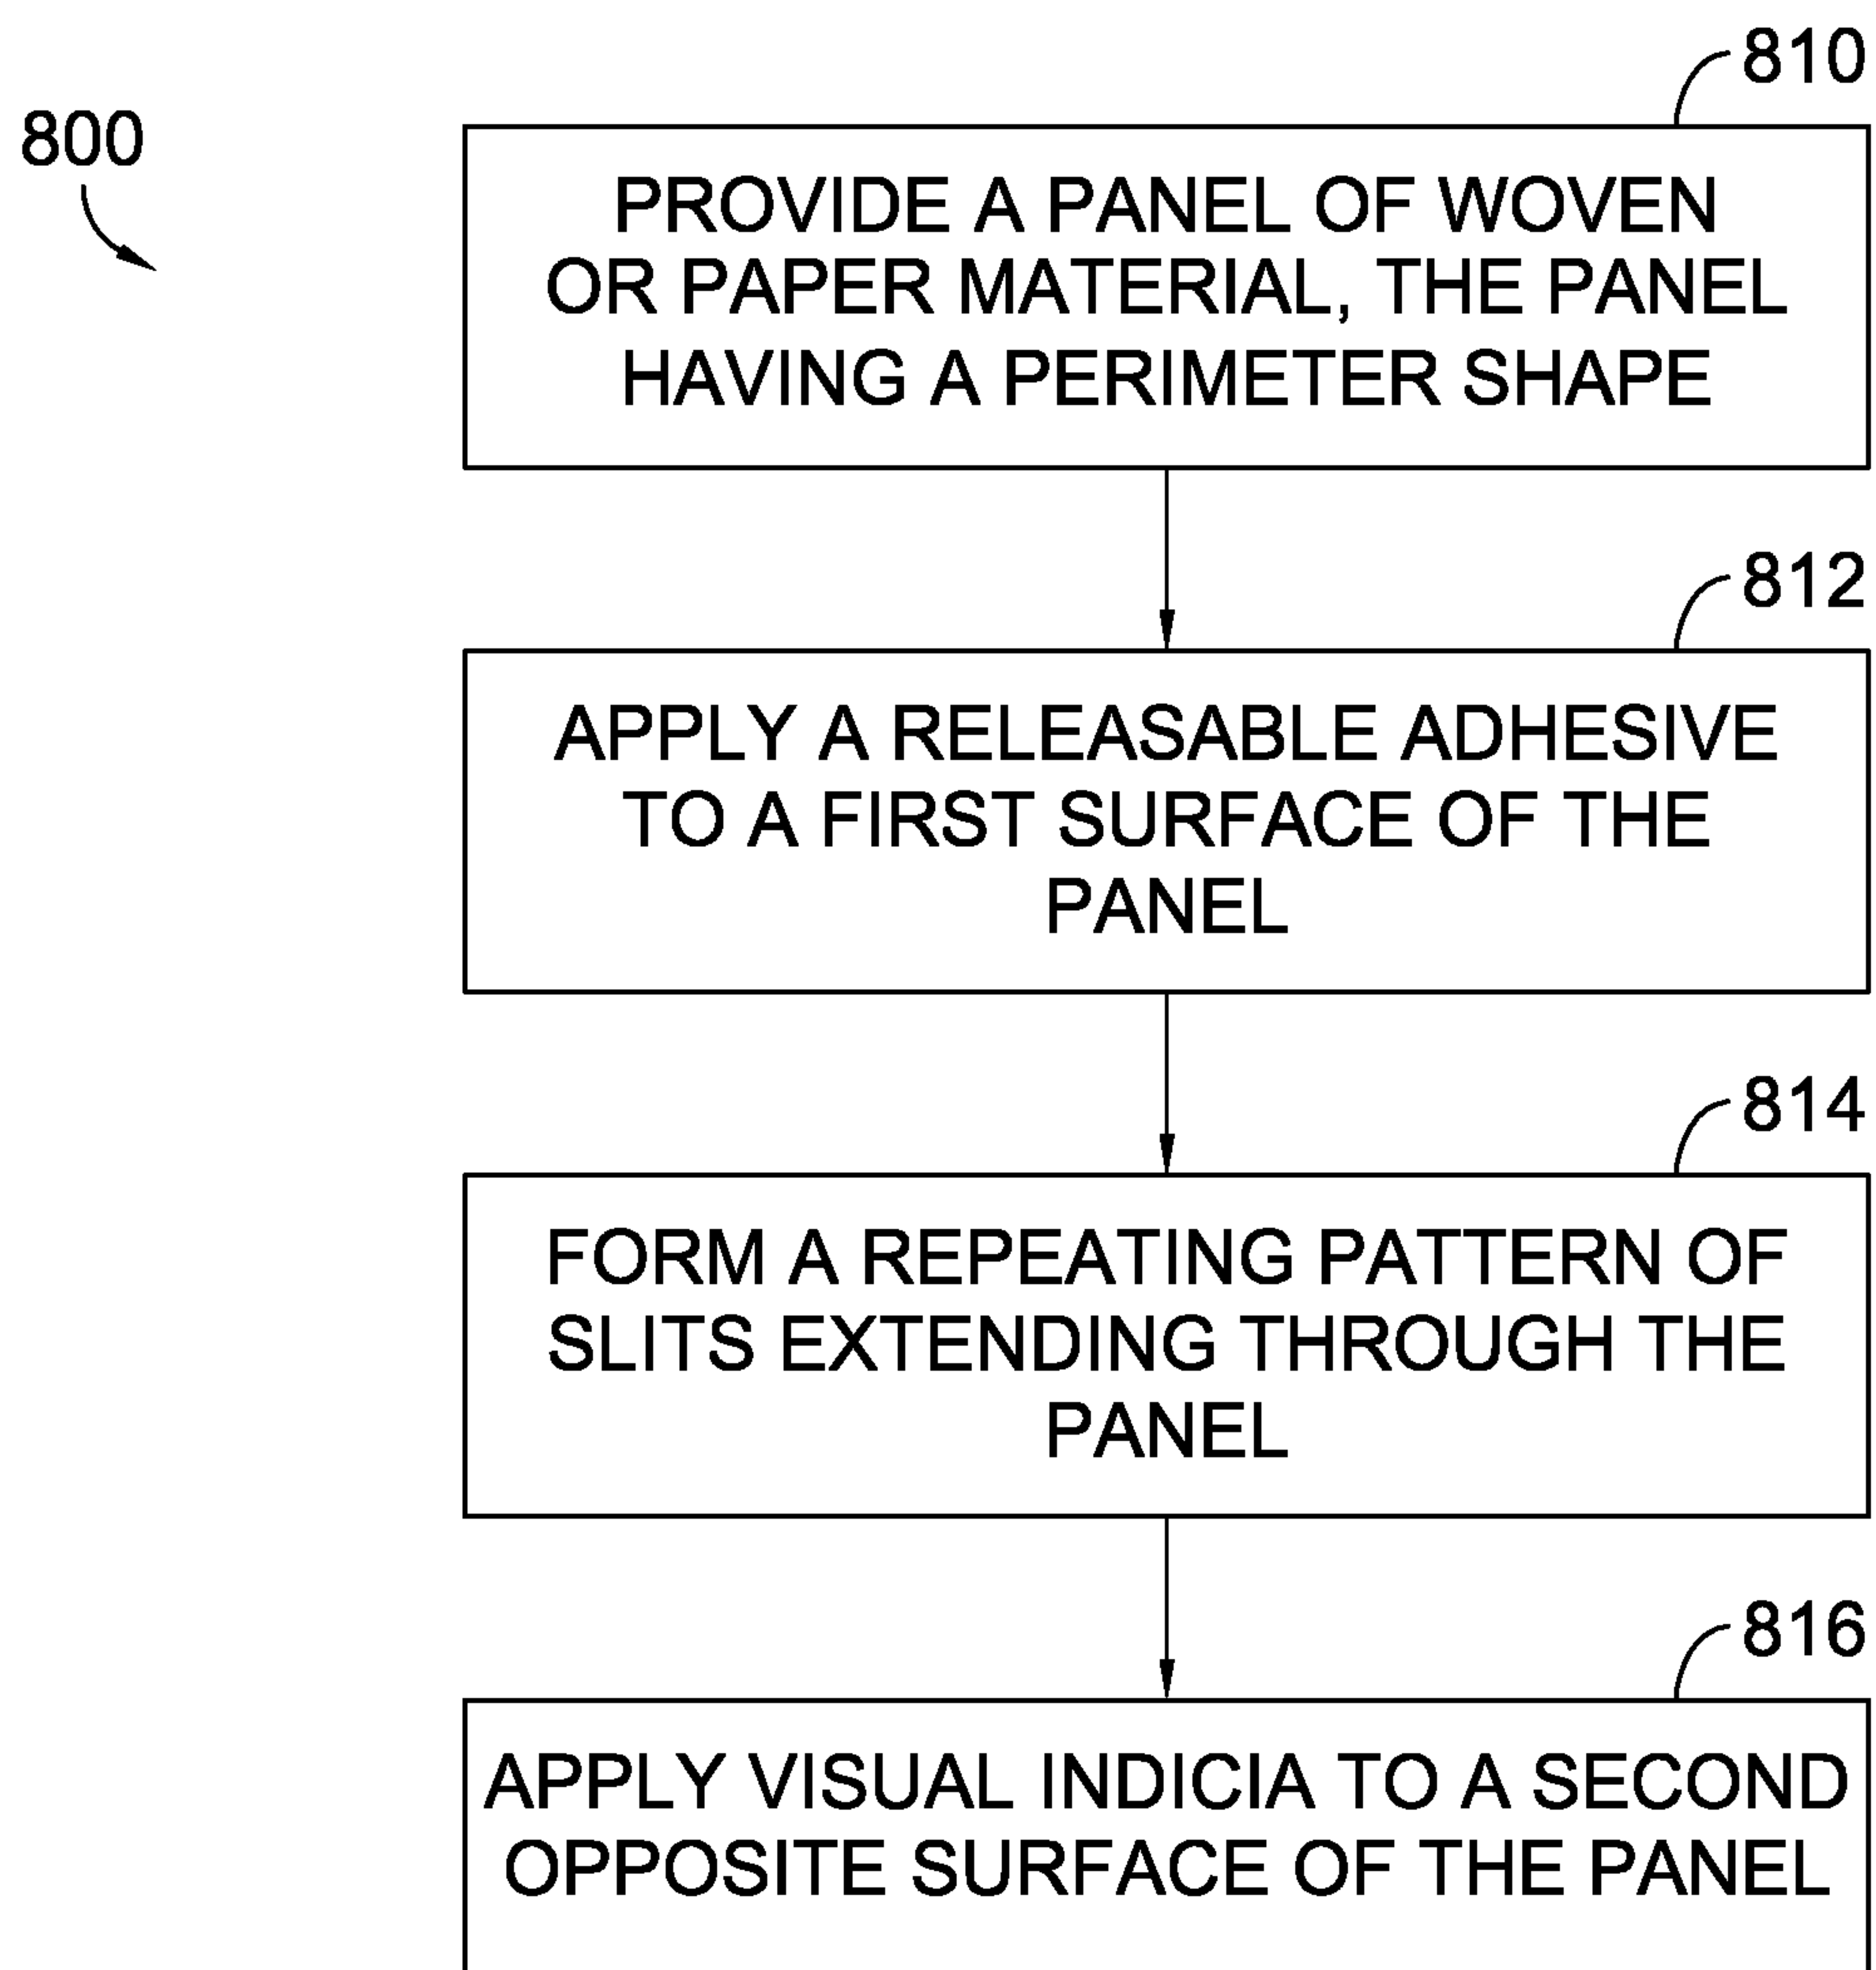 810
800
PROVIDE A PANEL OF WOVEN
OR PAPER MATERIAL, THE PANEL
HAVING A PERIMETER SHAPE
812
APPLY A RELEASABLE ADHESIVE
TO A FIRST SURFACE OF THE
PANEL
814
FORM A REPEATING PATTERN OF
SLITS EXTENDING THROUGH THE
PANEL
816
APPLY VISUAL INDICIA TO A SECOND
OPPOSITE SURFACE OF THE PANEL